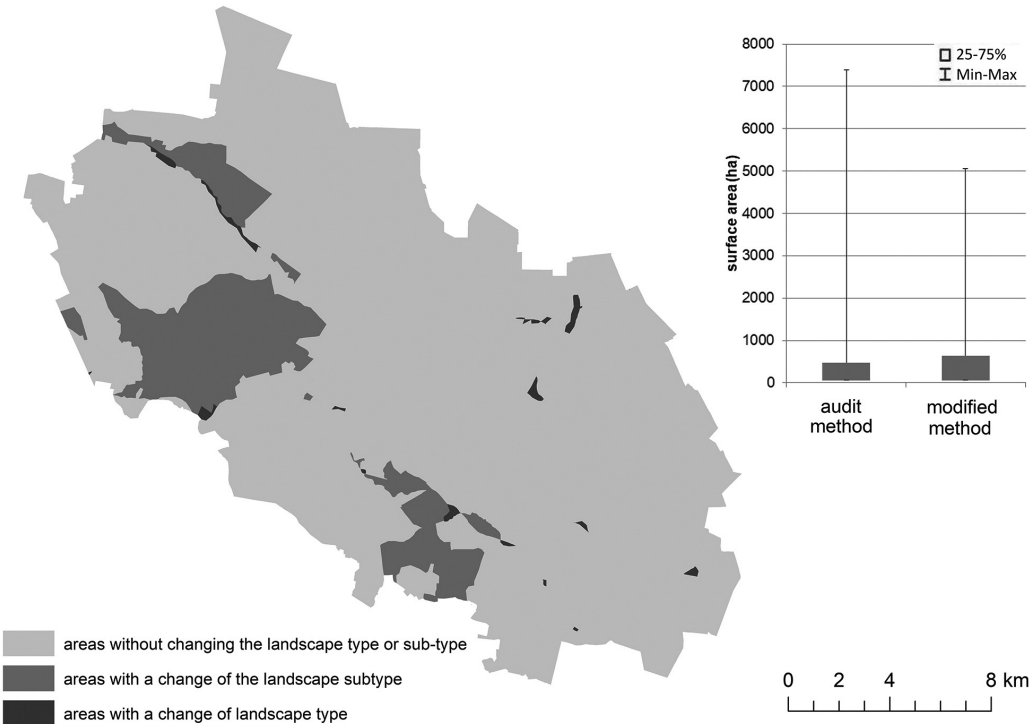 8000
7000
6000
5000
4000
3000
2000
1000
0
surface area (ha)
25-75%
Min-Max
audit method
modified method
areas without changing the landscape type or sub-type
areas with a change of the landscape subtype
areas with a change of landscape type
0 2 4 6 8 km